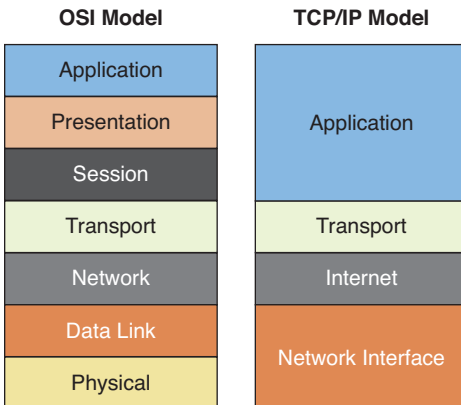 OSI Model
Application
Presentation
Session
Transport
Network
Data Link
Physical
TCP/IP Model
Application
Transport
Internet
Network Interface